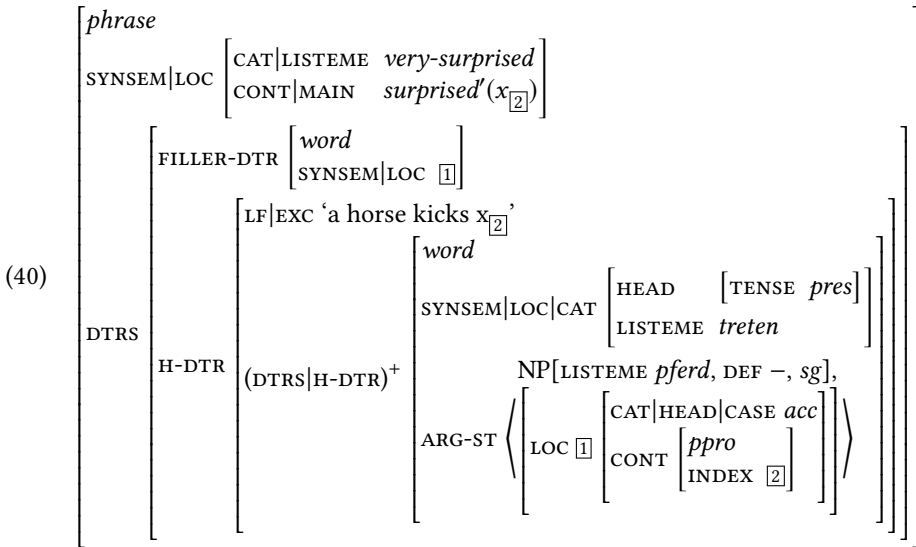 phrase
SYNSEM|LOC [CAT|LISTEME very-surprised
CONT|MAIN surprised′(x[2])]
FILLER-DTR [word
SYNSEM|LOC [1]]
LF|EXC ‘a horse kicks x[2]’
word
SYNSEM|LOC|CAT [HEAD [TENSE pres]
LISTEME treten]
(40) DTRS H-DTR (DTRS|H-DTR)⁺
NP[LISTEME pferd, DEF −, sg],
ARG-ST ⟨[LOC [1] [CAT|HEAD|CASE acc
CONT [ppro
INDEX [2]]]]⟩